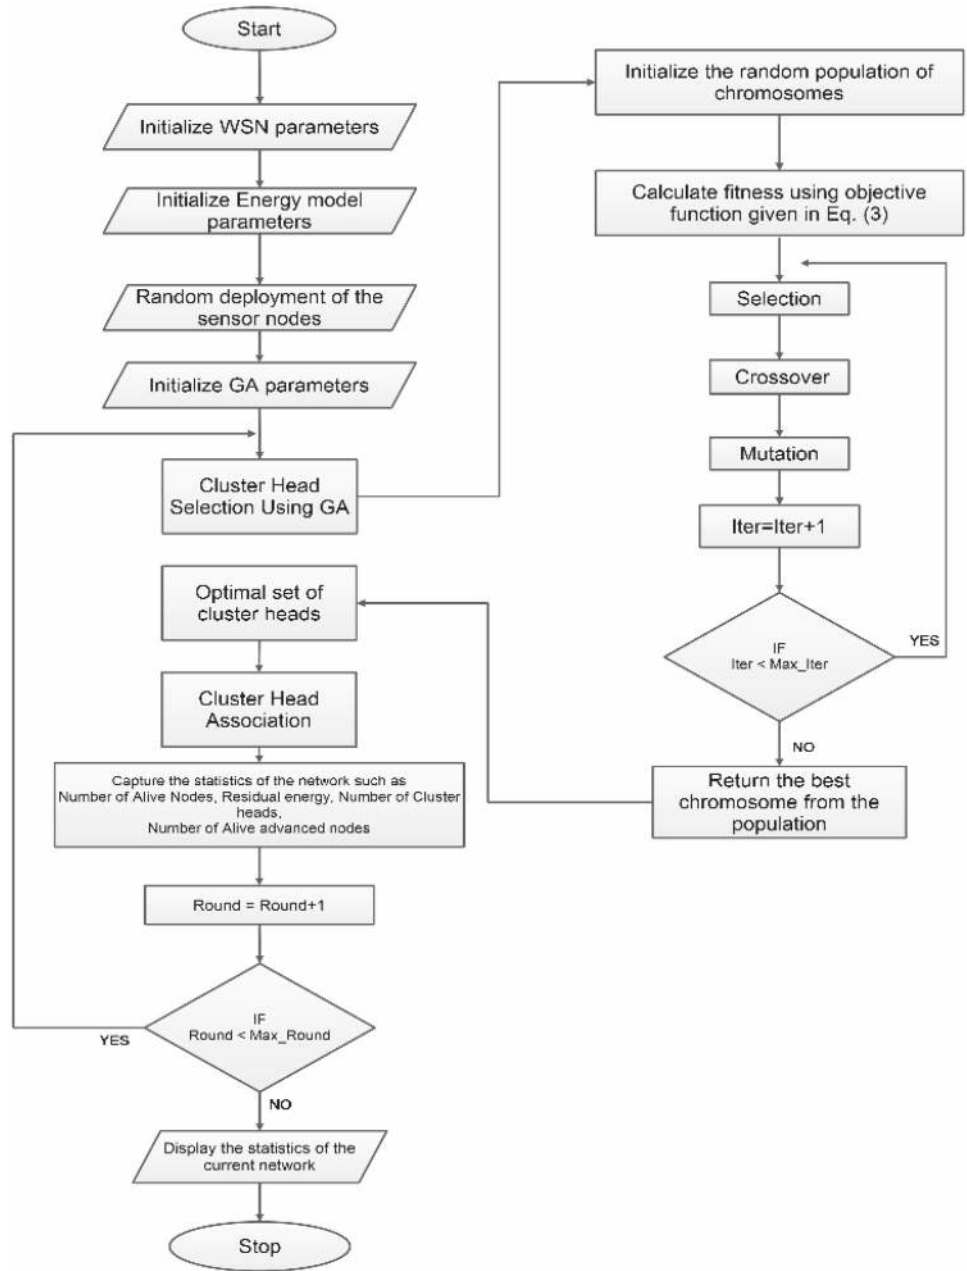 Start
Initialize WSN parameters
Initialize Energy model
parameters
Random deployment of the
sensor nodes
Initialize GA parameters
Cluster Head
Selection Using GA
Initialize the random population of
chromosomes
Calculate fitness using objective
function given in Eq. (3)
Selection
Crossover
Mutation
Iter=Iter+1
IF
Iter < Max_Iter
YES
NO
Return the best
chromosome from the
population
Optimal set of
cluster heads
Cluster Head
Association
Capture the statistics of the network such as
Number of Alive Nodes, Residual energy, Number of Cluster
heads,
Number of Alive advanced nodes
Round = Round+1
IF
Round < Max_Round
YES
NO
Display the statistics of the
current network
Stop